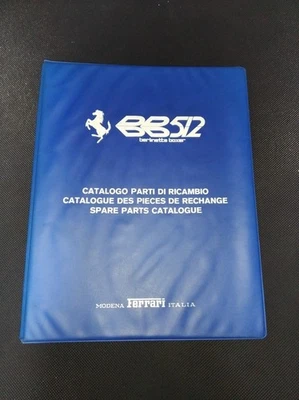 BB512
berlinetta boxer
CATALOGO PARTI DI RICAMBIO
CATALOGUE DES PIECES DE RECHANGE
SPARE PARTS CATALOGUE
MODENA Ferrari ITALIA